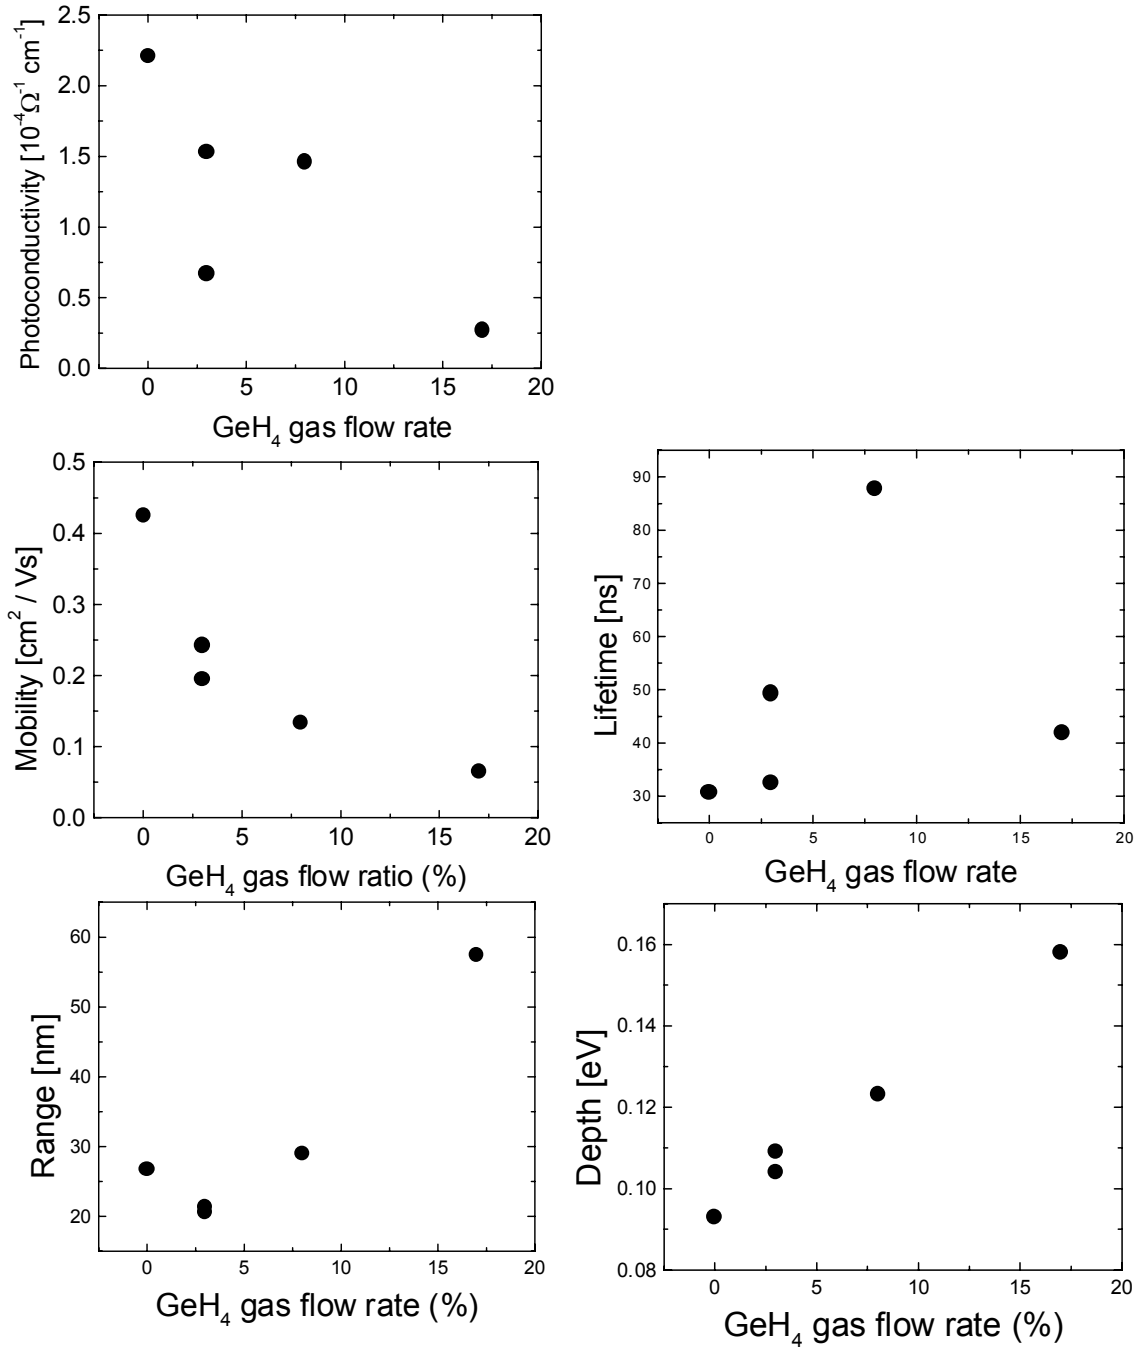 Photoconductivity [10⁻⁴Ω⁻¹ cm⁻¹]
2.5
2.0
1.5
1.0
0.5
0.0
0 5 10 15 20
GeH₄ gas flow rate
Mobility [cm² / Vs]
0.5
0.4
0.3
0.2
0.1
0.0
0 5 10 15 20
GeH₄ gas flow ratio (%)
Lifetime [ns]
90
80
70
60
50
40
30
0 5 10 15 20
GeH₄ gas flow rate
Range [nm]
60
50
40
30
20
0 5 10 15 20
GeH₄ gas flow rate (%)
Depth [eV]
0.16
0.14
0.12
0.10
0.08
0 5 10 15 20
GeH₄ gas flow rate (%)